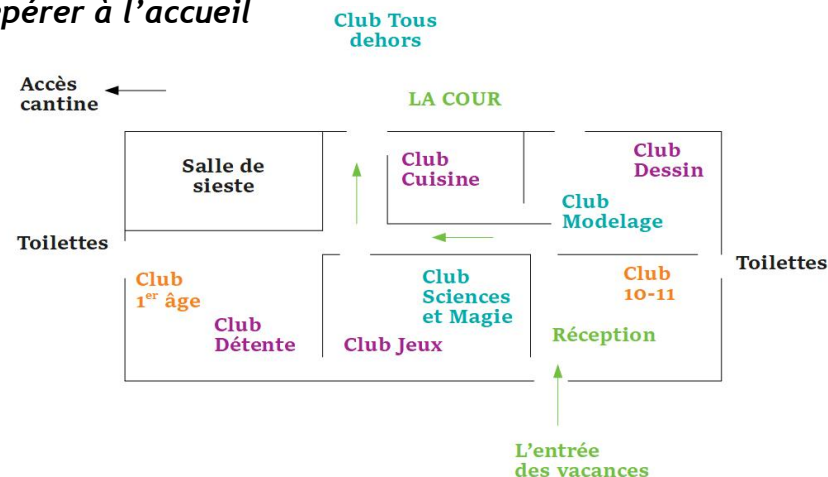 pérer à l'accueil
Club Tous
dehors
Accès
cantine
LA COUR
Salle de
sieste
Club
Cuisine
Club
Dessin
Club
Modelage
Toilettes
Toilettes
Club
1er âge
Club
Détente
Club Jeux
Club
Sciences
et Magie
Club
10-11
Réception
L'entrée
des vacances